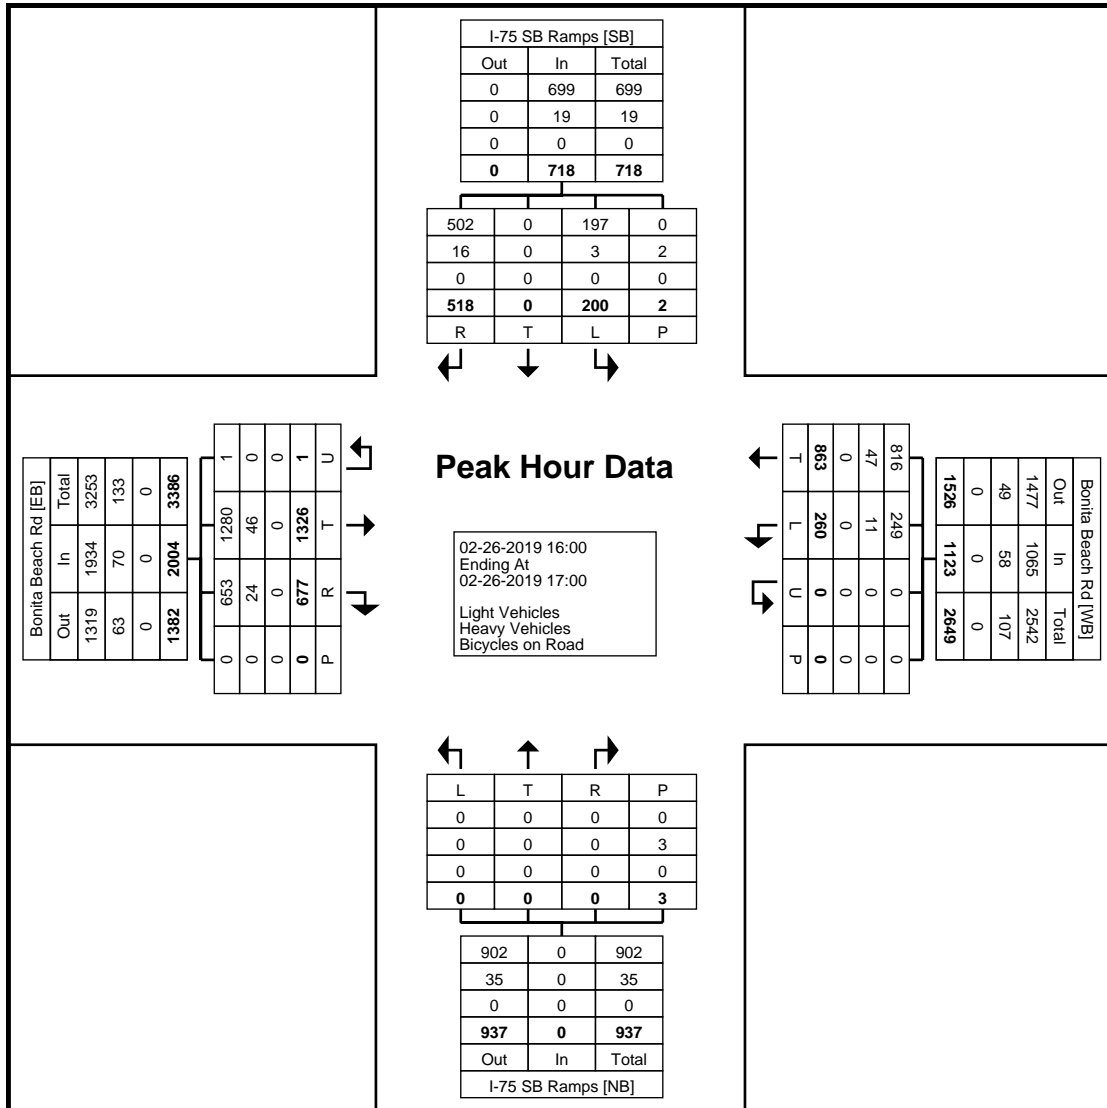 I-75 SB Ramps [SB]
Out In Total
0 699 699
0 19 19
0 0 0
0 718 718
502 0 197 0
16 0 3 2
0 0 0 0
518 0 200 2
R T L P
Peak Hour Data
02-26-2019 16:00
Ending At
02-26-2019 17:00
Light Vehicles
Heavy Vehicles
Bicycles on Road
Bonita Beach Rd [EB]
Out In Total
1319 1934 3253
63 70 133
0 0 0
1382 2004 3386
1 1280 653 0
0 46 24 0
0 0 0 0
1 1326 677 0
U T R P
Bonita Beach Rd [WB]
Out In Total
1477 1065 2542
49 58 107
0 0 0
1526 1123 2649
816 249 0 0
47 11 0 0
0 0 0 0
863 260 0 0
T L U P
L T R P
0 0 0 0
0 0 0 3
0 0 0 0
0 0 0 3
902 0 902
35 0 35
0 0 0
937 0 937
Out In Total
I-75 SB Ramps [NB]